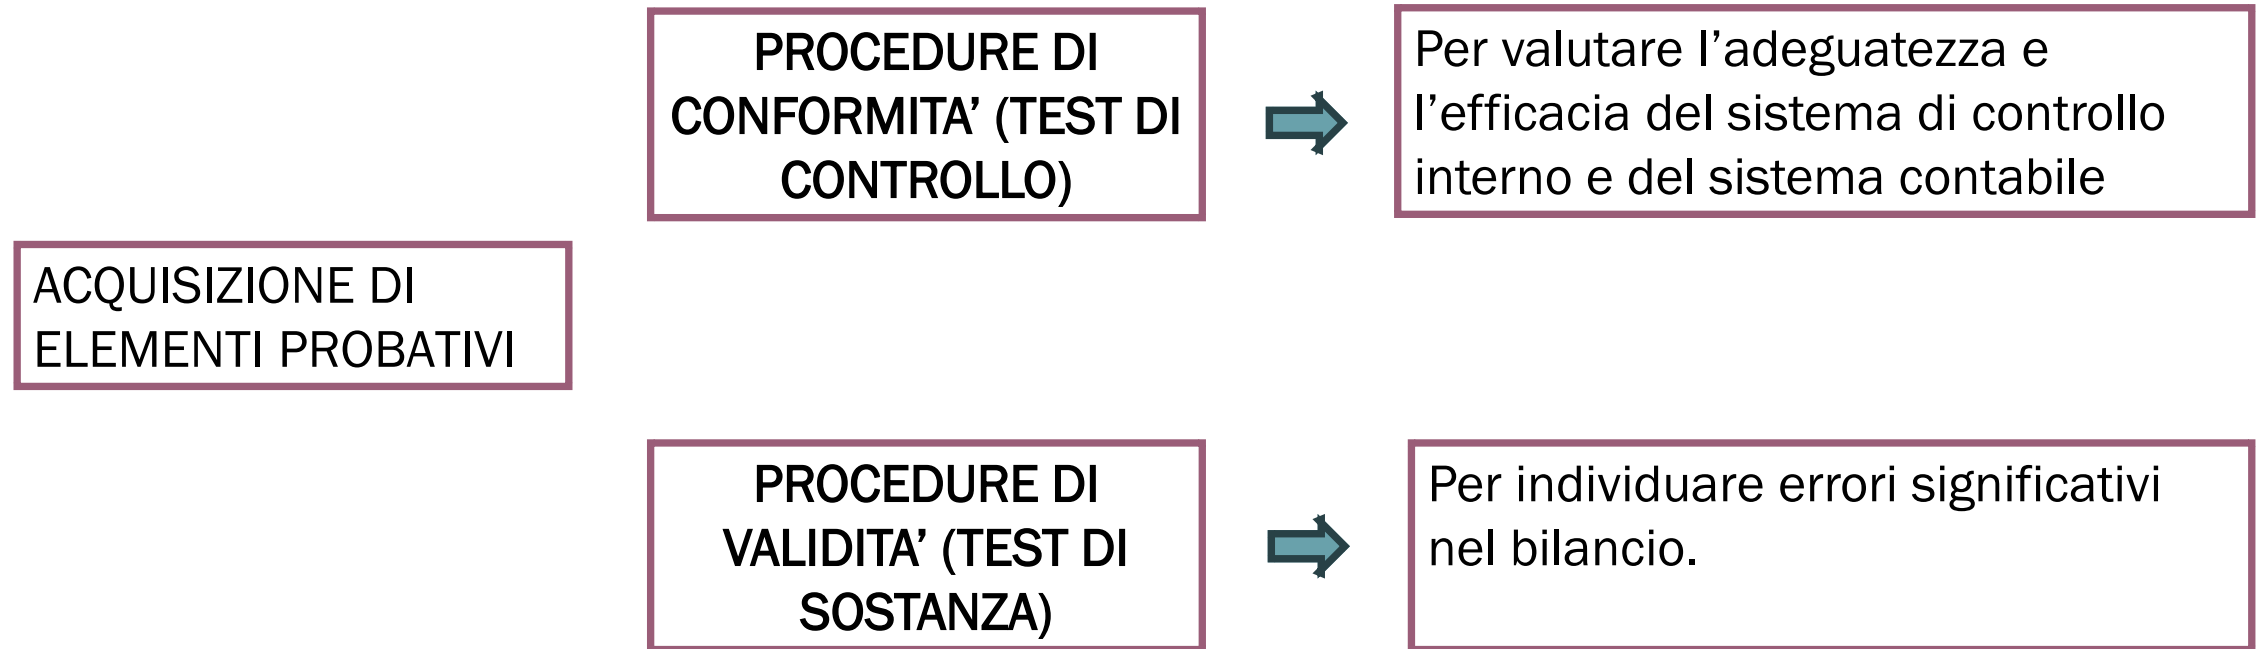 PROCEDURE DI
CONFORMITA’ (TEST DI
CONTROLLO)
Per valutare l’adeguatezza e
l’efficacia del sistema di controllo
interno e del sistema contabile
ACQUISIZIONE DI
ELEMENTI PROBATIVI
PROCEDURE DI
VALIDITA’ (TEST DI
SOSTANZA)
Per individuare errori significativi
nel bilancio.